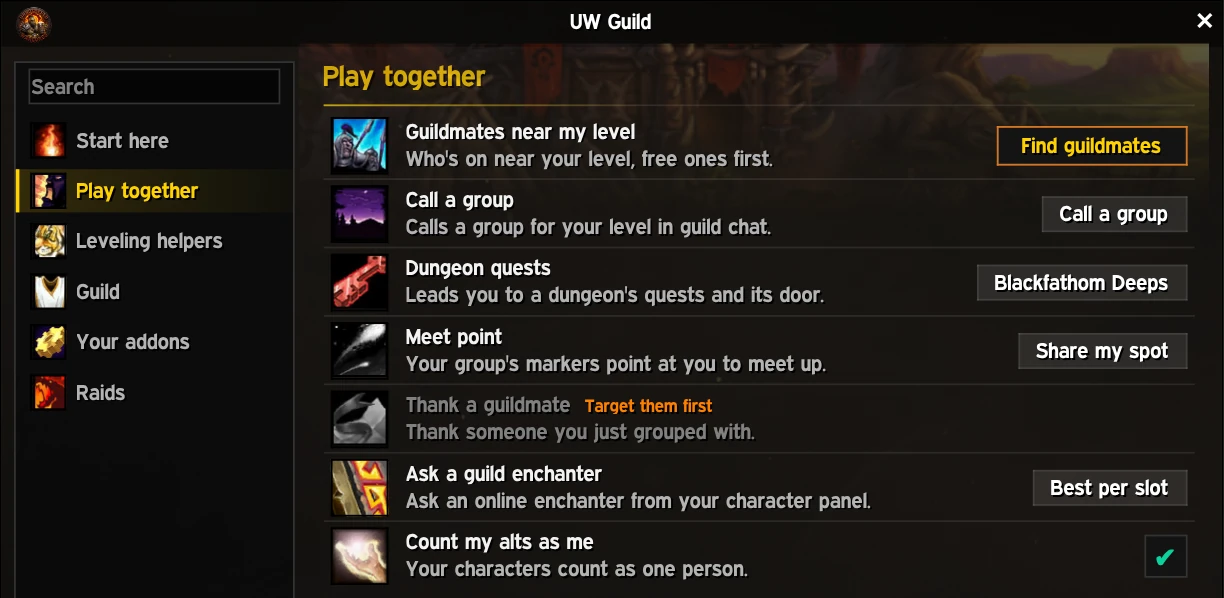 UW Guild
Search
Start here
Play together
Leveling helpers
Guild
Your addons
Raids
Play together
Guildmates near my level
Who's on near your level, free ones first.
Find guildmates
Call a group
Calls a group for your level in guild chat.
Call a group
Dungeon quests
Leads you to a dungeon's quests and its door.
Blackfathom Deeps
Meet point
Your group's markers point at you to meet up.
Share my spot
Thank a guildmate Target them first
Thank someone you just grouped with.
Ask a guild enchanter
Ask an online enchanter from your character panel.
Best per slot
Count my alts as me
Your characters count as one person.